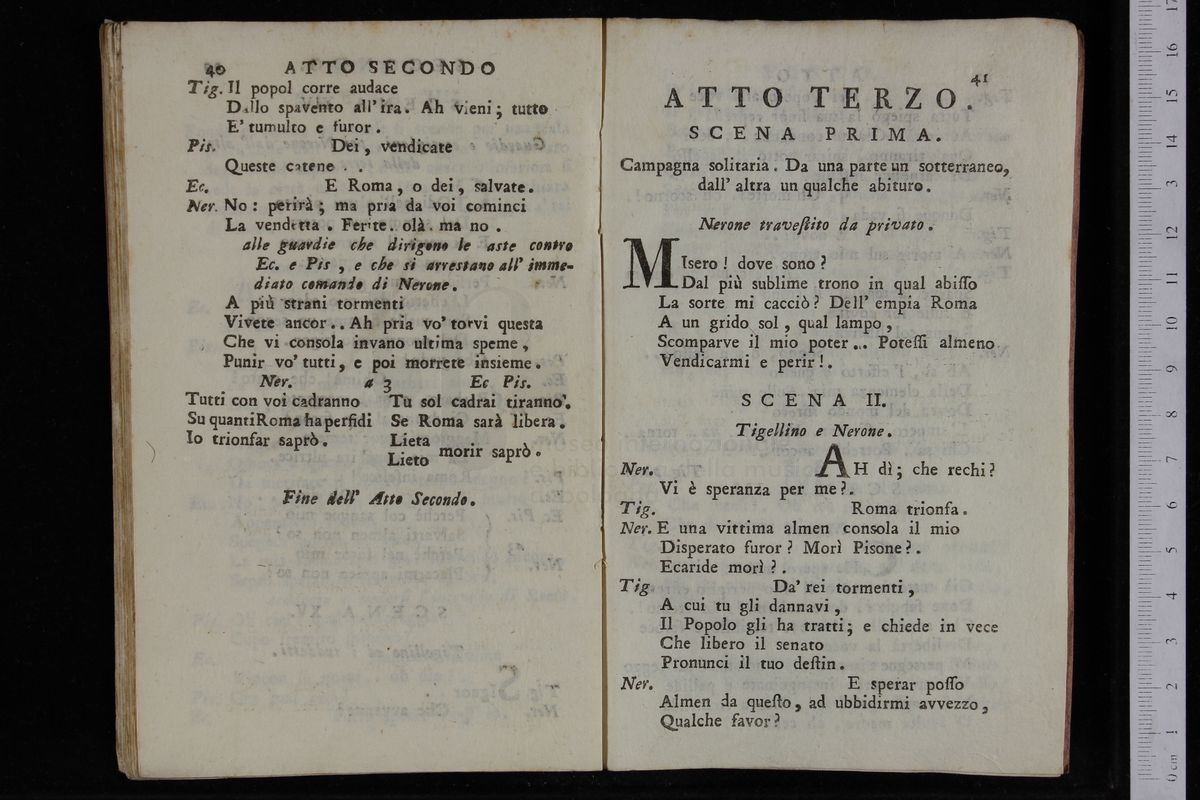 40 ATTO SECONDO
Tig. Il popol corre audace
Dallo spavento all' ira. Ah vieni; tutto
E' tumulto e furor.
Pis. Dei, vendicate
Queste catene . .
Ec. E Roma, o dei, salvate.
Ner. No: perirà; ma pria da voi cominci
La vendetta. Ferite. olà. ma no.
alle guardie che dirigono le aste contro
Ec. e Pis, e che si arrestano all' imme-
diato comando di Nerone.
A più strani tormenti
Vivete ancor.. Ah pria vo' torvi questa
Che vi consola invano ultima speme,
Punir vo' tutti, e poi morrete insieme.
Ner. a 3 Ec Pis.
Tutti con voi cadranno Tu sol cadrai tiranno.
Su quanti Roma ha perfidi Se Roma sarà libera.
Io trionfar saprò. Lieta
Lieto morir saprò.
Fine dell' Atto Secondo.
41
ATTO TERZO.
SCENA PRIMA.
Campagna solitaria. Da una parte un sotterraneo,
dall' altra un qualche abituro.
Nerone traveſtito da privato.
MIsero! dove sono?
Dal più sublime trono in qual abiſſo
La sorte mi cacciò? Dell' empia Roma
A un grido sol, qual lampo,
Scomparve il mio poter... Poteſſi almeno
Vendicarmi e perir!.
SCENA II.
Tigellino e Nerone.
Ner. AH dì; che rechi?
Vi è speranza per me?.
Tig. Roma trionfa.
Ner. E una vittima almen consola il mio
Disperato furor? Morì Pisone?.
Ecaride morì?.
Tig Da' rei tormenti,
A cui tu gli dannavi,
Il Popolo gli ha tratti; e chiede in vece
Che libero il senato
Pronunci il tuo deſtin.
Ner. E sperar poſſo
Almen da queſto, ad ubbidirmi avvezzo,
Qualche favor?